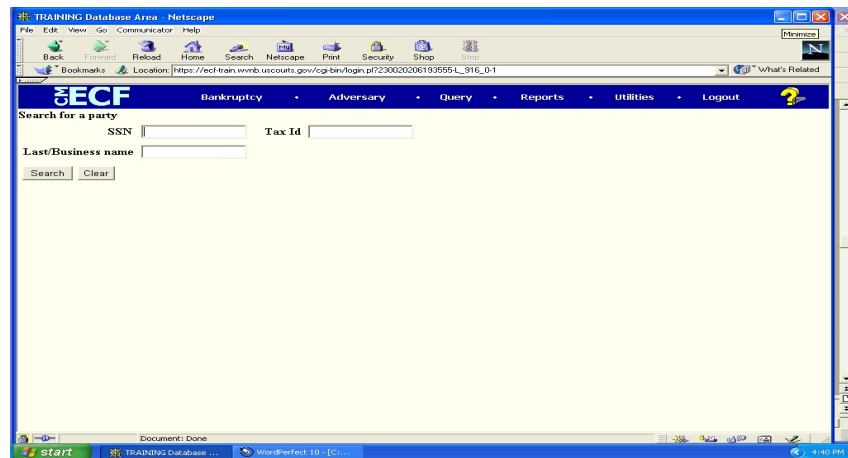 TRAINING Database Area - Netscape
File Edit View Go Communicator Help
Minimize
Back Forward Reload Home Search Netscape Print Security Shop Stop
N
Bookmarks Location: https://ecf-train.wvnb.uscourts.gov/cgi-bin/login.pl?230020206193555-L_916_0-1 What's Related
CM ECF Bankruptcy • Adversary • Query • Reports • Utilities • Logout ?
Search for a party
SSN Tax Id
Last/Business name
Search Clear
Document: Done
start TRAINING Database ... WordPerfect 10 - [C:... 4:40 PM